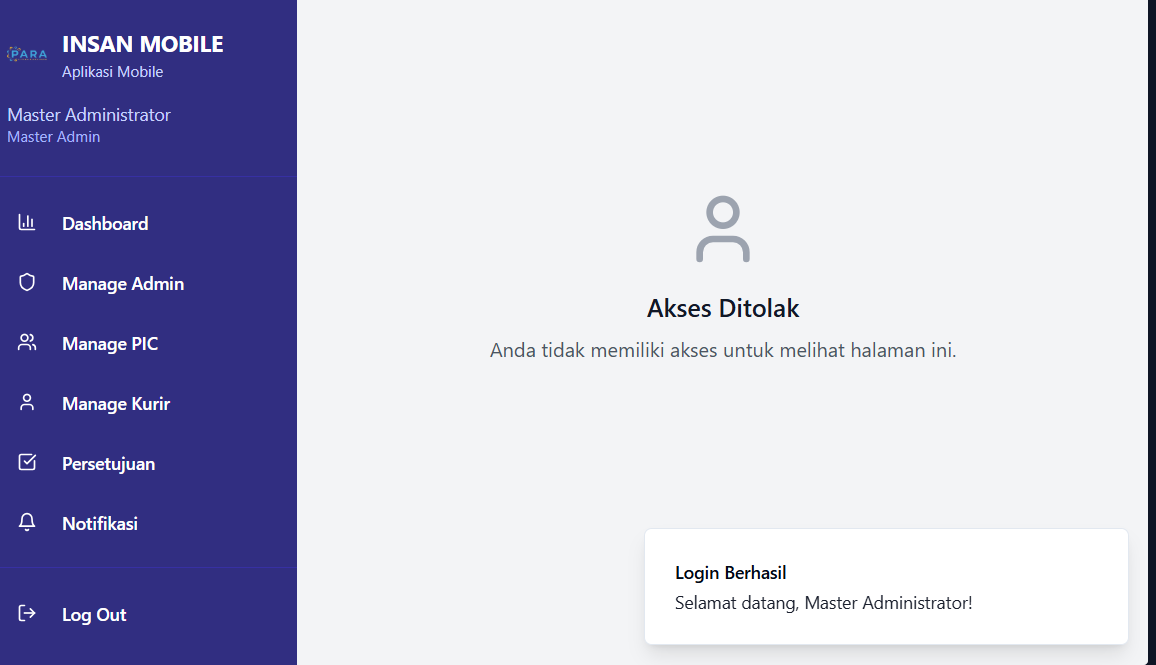 PARA
INSAN MOBILE
Aplikasi Mobile
Master Administrator
Master Admin
Dashboard
Manage Admin
Manage PIC
Manage Kurir
Persetujuan
Notifikasi
Log Out
Akses Ditolak
Anda tidak memiliki akses untuk melihat halaman ini.
Login Berhasil
Selamat datang, Master Administrator!